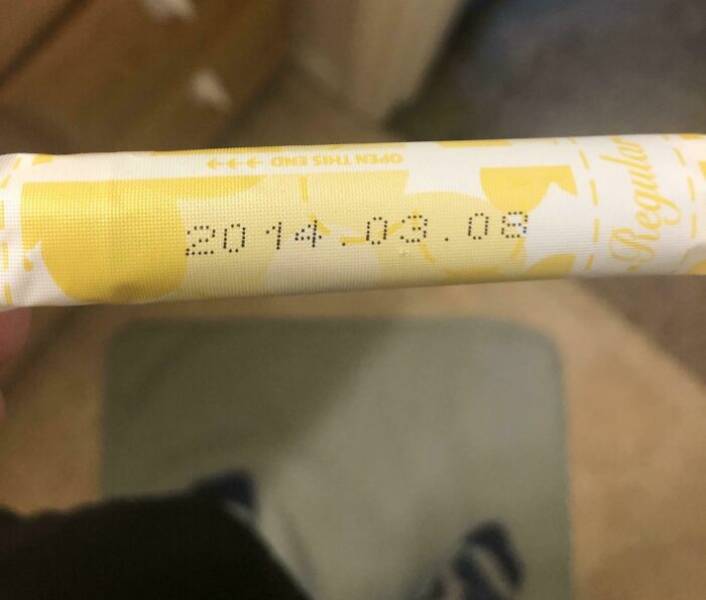 OPEN THIS END
2014.03.08
Regular